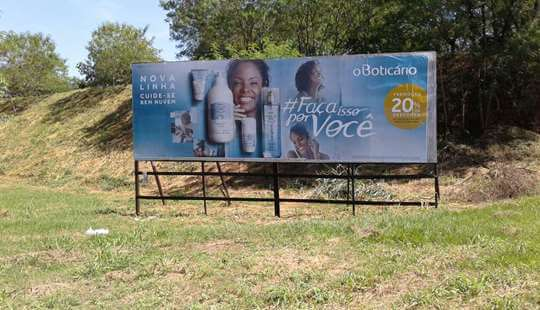 NOVA
LINHA
CUIDE-SE
BEM NUVEM
#Faça isso
por
Você
oBoticário
20%